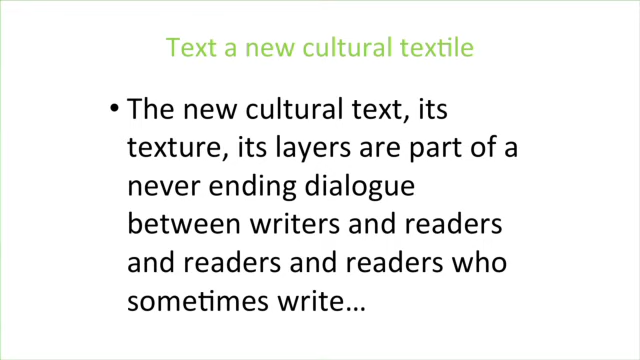 Text a new cultural textile
• The new cultural text, its
texture, its layers are part of a
never ending dialogue
between writers and readers
and readers and readers who
sometimes write…